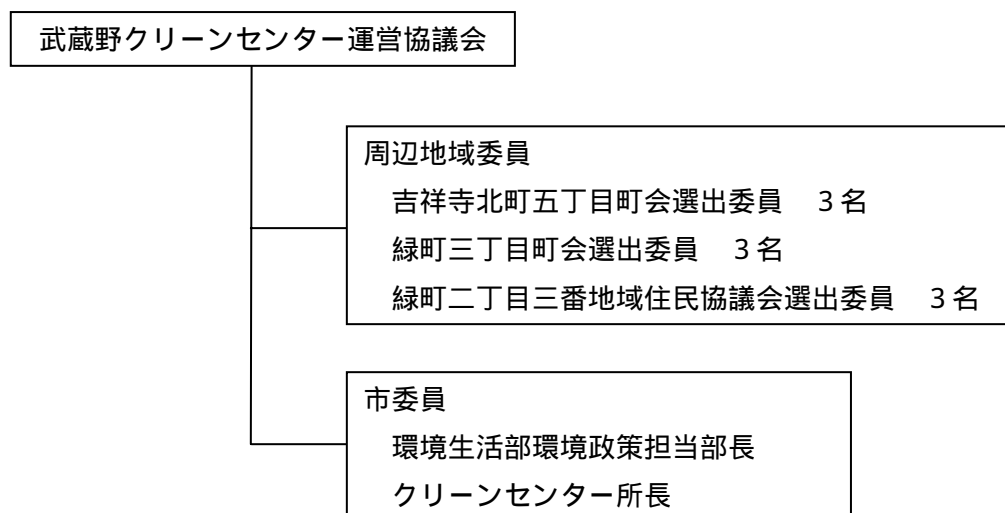 武蔵野クリーンセンター運営協議会
周辺地域委員
吉祥寺北町五丁目町会選出委員　3名
緑町三丁目町会選出委員　3名
緑町二丁目三番地域住民協議会選出委員　3名
市委員
環境生活部環境政策担当部長
クリーンセンター所長